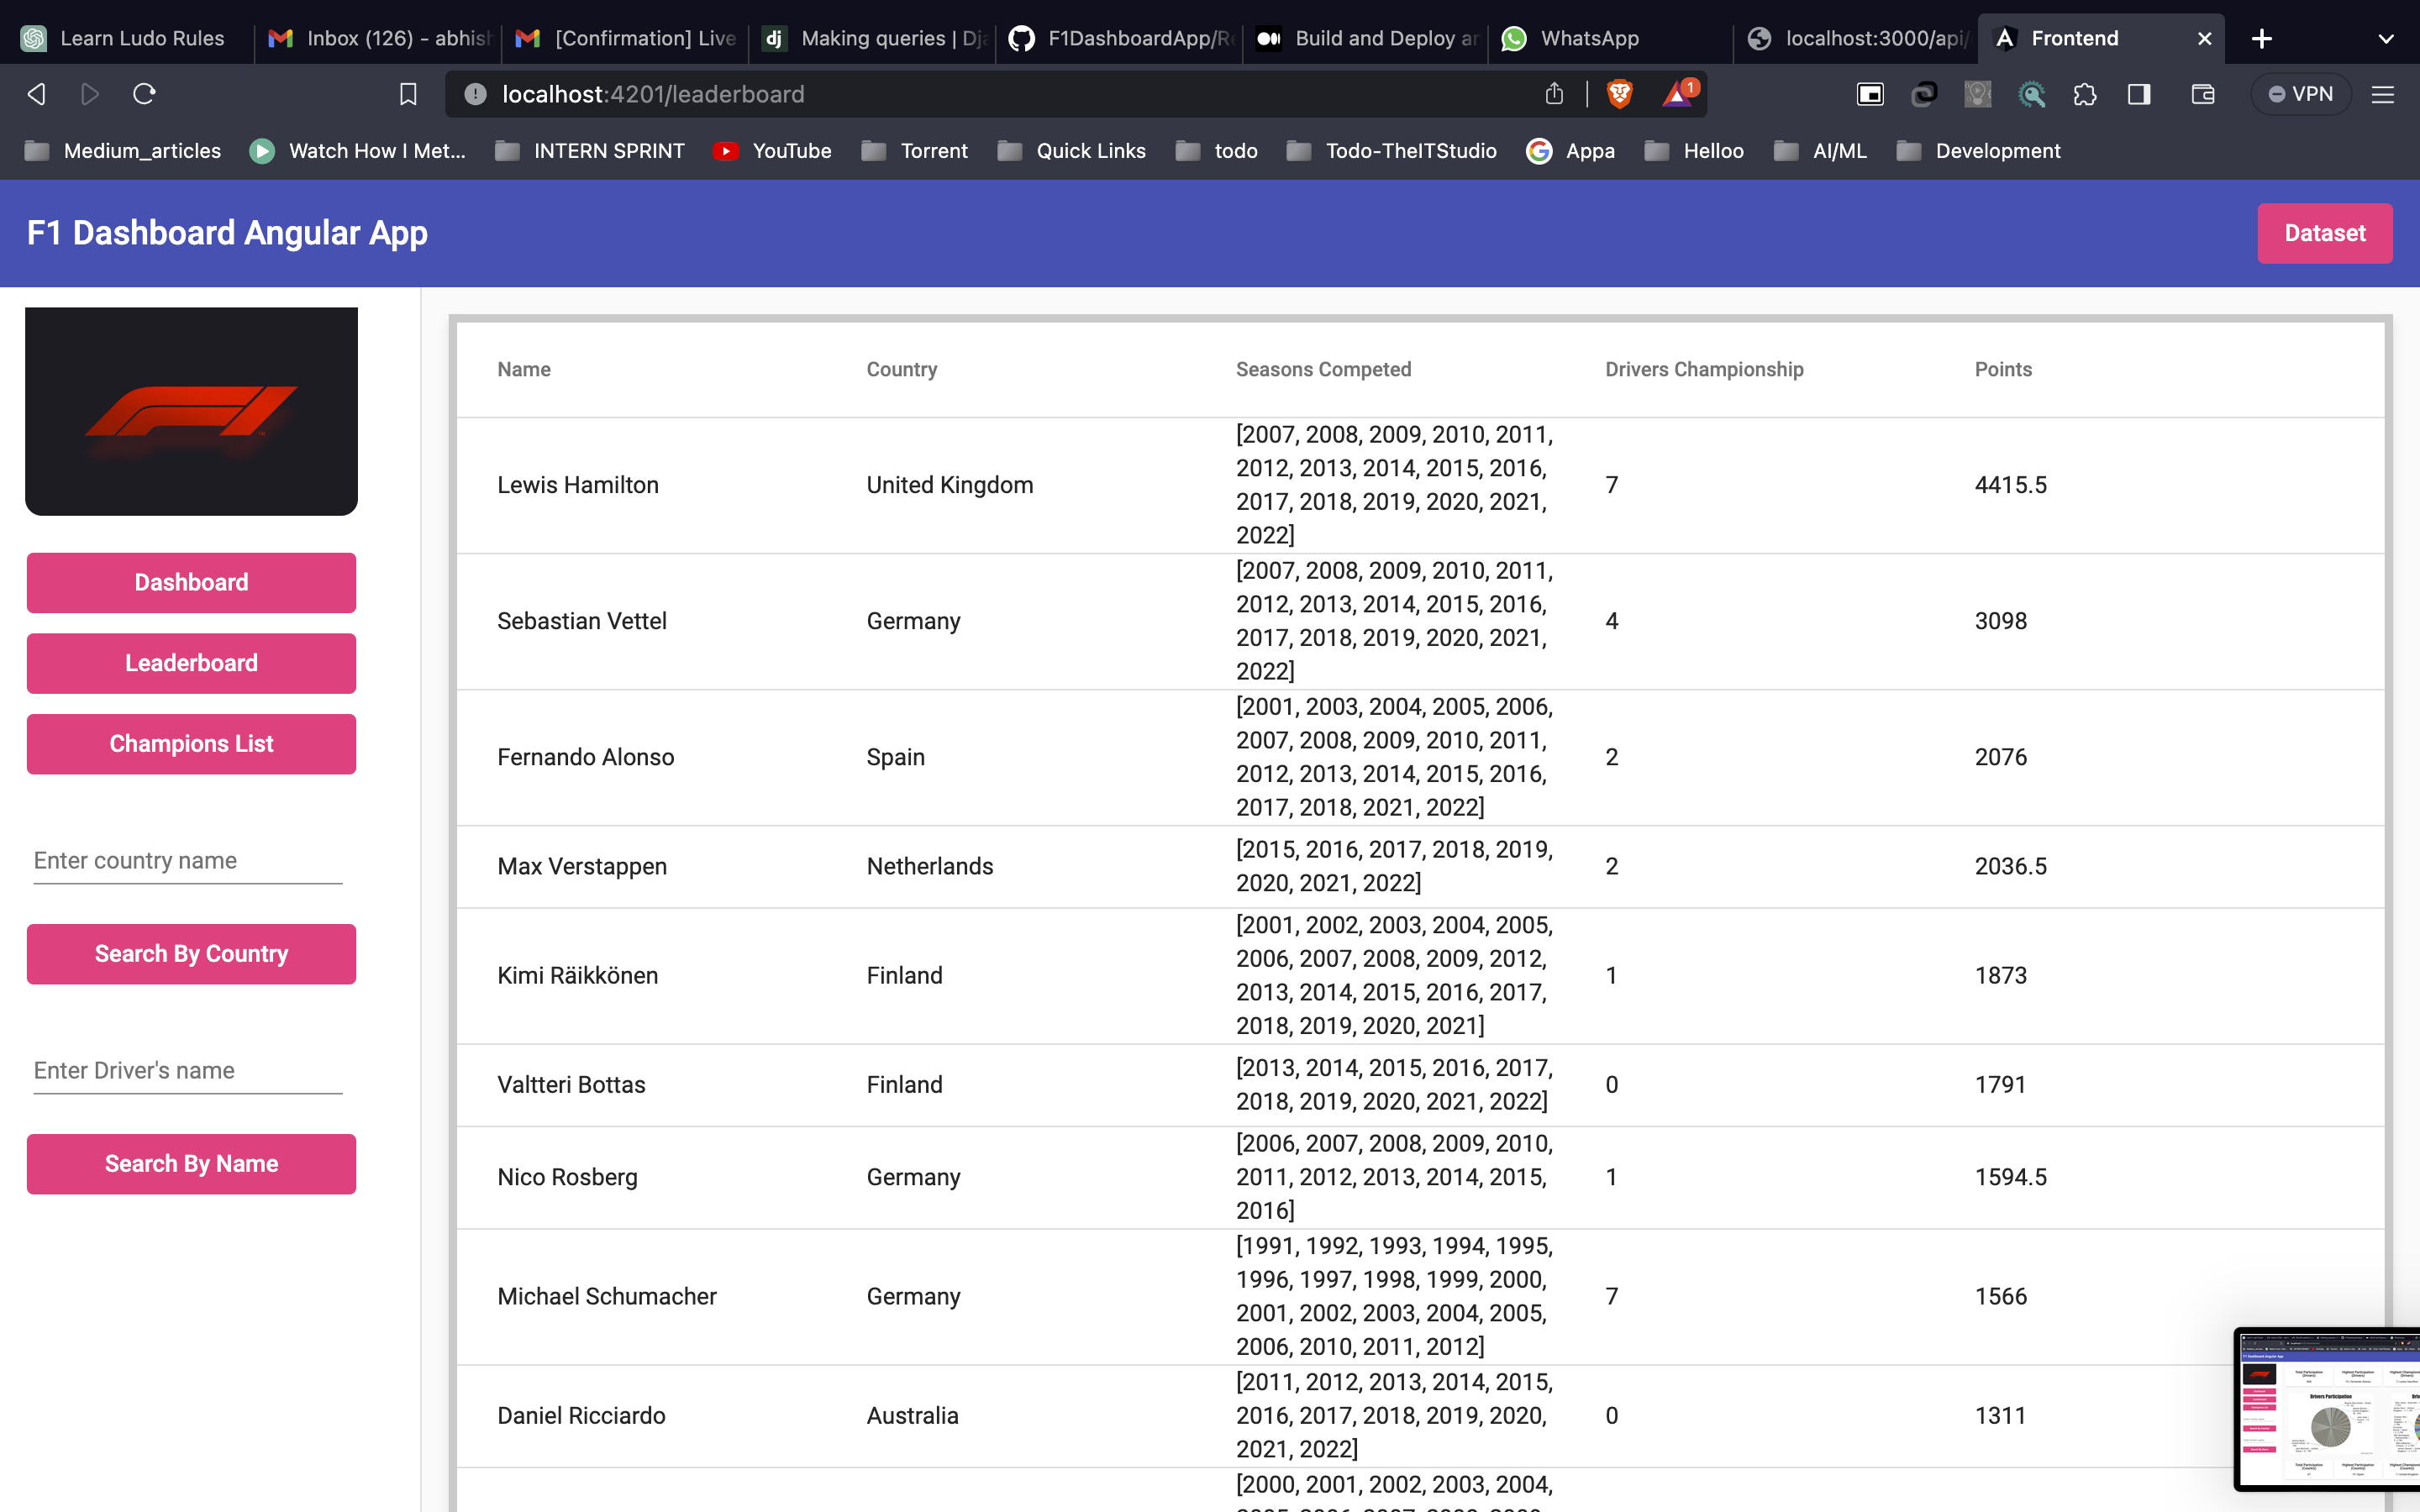 Learn Ludo Rules
Inbox (126) - abhish
[Confirmation] Live
dj Making queries | Dja
F1DashboardApp/Re
Build and Deploy an
WhatsApp
localhost:3000/api/
Frontend
localhost:4201/leaderboard
1
VPN
Medium_articles
Watch How I Met...
INTERN SPRINT
YouTube
Torrent
Quick Links
todo
Todo-TheITStudio
Appa
Helloo
AI/ML
Development
F1 Dashboard Angular App
Dataset
Dashboard
Leaderboard
Champions List
Enter country name
Search By Country
Enter Driver's name
Search By Name
Name Country Seasons Competed Drivers Championship Points
[2007, 2008, 2009, 2010, 2011,
2012, 2013, 2014, 2015, 2016,
Lewis Hamilton United Kingdom 7 4415.5
2017, 2018, 2019, 2020, 2021,
2022]
[2007, 2008, 2009, 2010, 2011,
2012, 2013, 2014, 2015, 2016,
Sebastian Vettel Germany 4 3098
2017, 2018, 2019, 2020, 2021,
2022]
[2001, 2003, 2004, 2005, 2006,
2007, 2008, 2009, 2010, 2011,
Fernando Alonso Spain 2 2076
2012, 2013, 2014, 2015, 2016,
2017, 2018, 2021, 2022]
[2015, 2016, 2017, 2018, 2019,
Max Verstappen Netherlands 2 2036.5
2020, 2021, 2022]
[2001, 2002, 2003, 2004, 2005,
2006, 2007, 2008, 2009, 2012,
Kimi Räikkönen Finland 1 1873
2013, 2014, 2015, 2016, 2017,
2018, 2019, 2020, 2021]
[2013, 2014, 2015, 2016, 2017,
Valtteri Bottas Finland 0 1791
2018, 2019, 2020, 2021, 2022]
[2006, 2007, 2008, 2009, 2010,
Nico Rosberg Germany 2011, 2012, 2013, 2014, 2015, 1 1594.5
2016]
[1991, 1992, 1993, 1994, 1995,
1996, 1997, 1998, 1999, 2000,
Michael Schumacher Germany 7 1566
2001, 2002, 2003, 2004, 2005,
2006, 2010, 2011, 2012]
[2011, 2012, 2013, 2014, 2015,
Daniel Ricciardo Australia 2016, 2017, 2018, 2019, 2020, 0 1311
2021, 2022]
[2000, 2001, 2002, 2003, 2004,